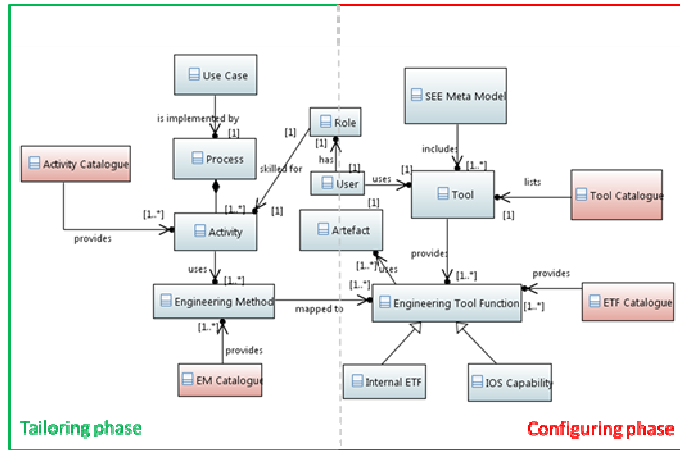 Use Case
SEE Meta Model
is implemented by
[1]
Role
[1]
[1]
Activity Catalogue
Process
skilled for
has
[1]
includes
[1..*]
User
uses
[1]
Tool
lists
[1]
Tool Catalogue
[1..*]
provides
[1..*]
Activity
[1]
[1]
Artefact
uses
[1..*]
[1..*]
uses
provides
[1..*]
provides
Engineering Method
mapped to
[1..*]
Engineering Tool Function
[1..*]
ETF Catalogue
[1..*]
provides
EM Catalogue
Internal ETF
IOS Capability
Tailoring phase
Configuring phase